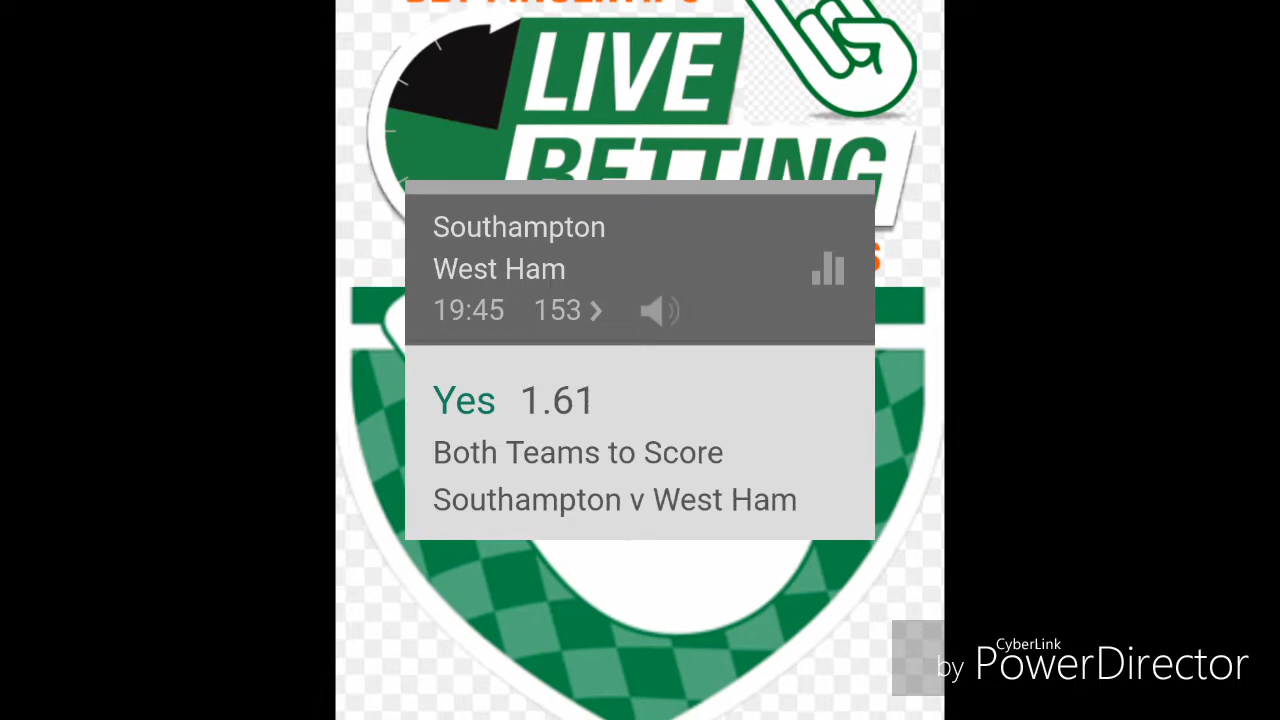 LIVE
BETTING
Southampton
West Ham
19:45 153 >
Yes 1.61
Both Teams to Score
Southampton v West Ham
CyberLink
by PowerDirector